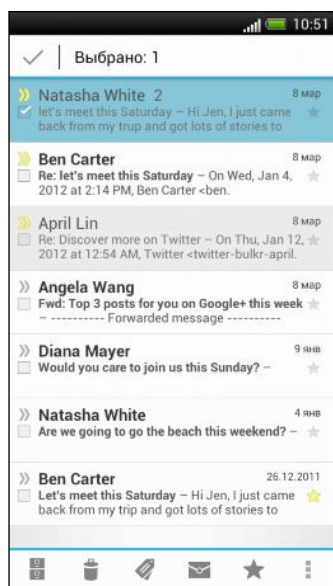 10:51
Выбрано: 1
Natasha White 2 8 мар
let's meet this Saturday – Hi Jen, I just came
back from my trup and got lots of stories to
Ben Carter 8 мар
Re: let's meet this Saturday – On Wed, Jan 4,
2012 at 2:14 PM, Ben Carter <ben.
April Lin 8 мар
Re: Discover more on Twitter – On Thu, Jan 12,
2012 at 12:54 AM, Twitter <twitter-bulkr-april.
Angela Wang 8 мар
Fwd: Top 3 posts for you on Google+ this week
– ---------- Forwarded message ----------
Diana Mayer 9 янв
Would you care to join us this Sunday? –
Natasha White 4 янв
Are we going to go the beach this weekend? –
Ben Carter 26.12.2011
Let's meet this Saturday – Hi Jen, I just came
back from my trip and got lots of stories to